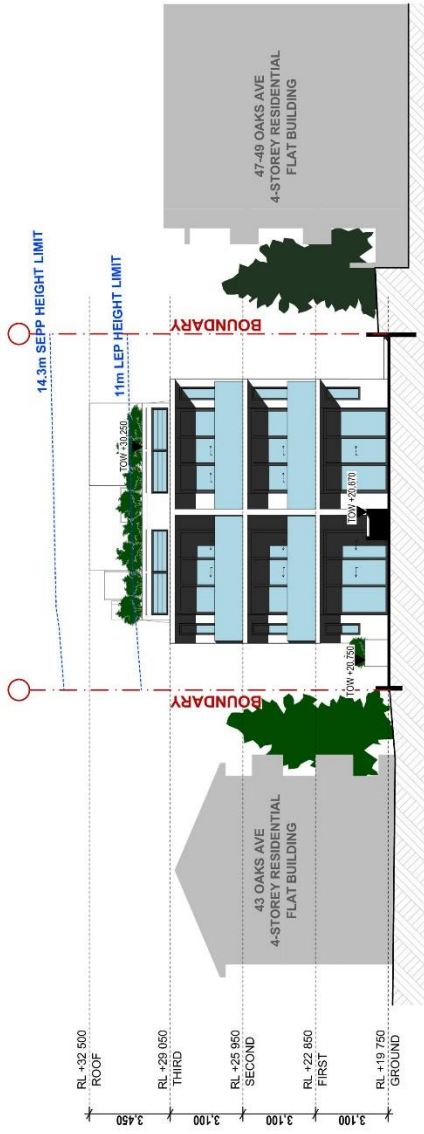 14.3m SEPP HEIGHT LIMIT
11m LEP HEIGHT LIMIT
RL +32 500
ROOF
RL +29 050
THIRD
RL +25 950
SECOND
RL +22 850
FIRST
RL +19 750
GROUND
3,450
3,100
3,100
3,100
43 OAKS AVE
4-STOREY RESIDENTIAL
FLAT BUILDING
BOUNDARY
TOW +20,750
TOW +30,250
TOW +20,670
BOUNDARY
47-49 OAKS AVE
4-STOREY RESIDENTIAL
FLAT BUILDING